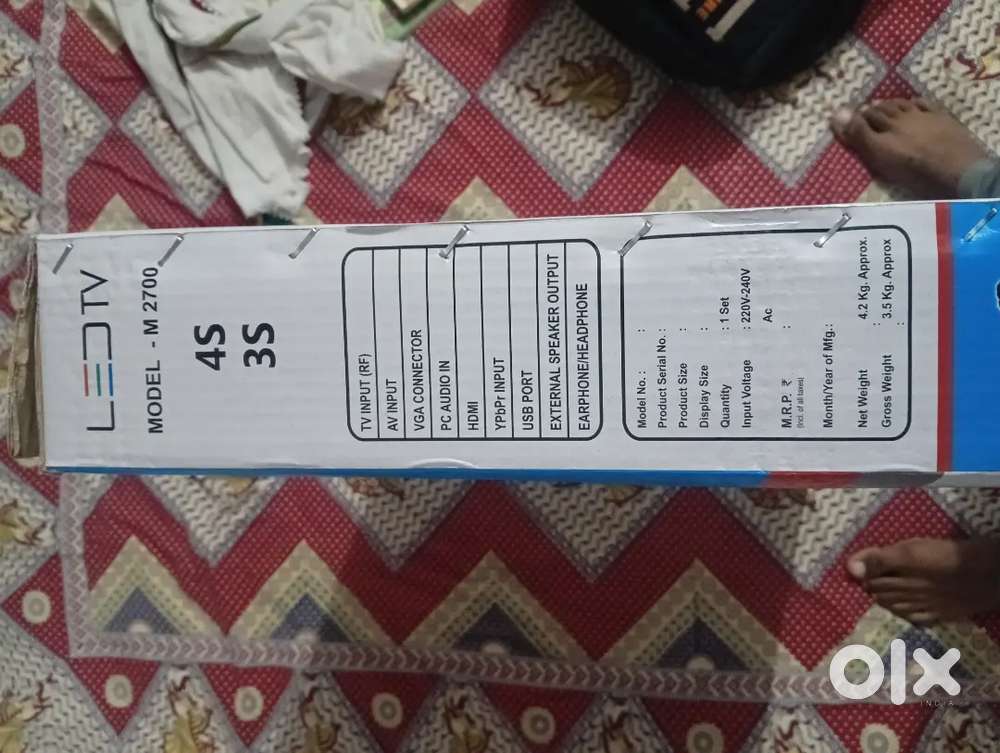 LED TV
MODEL - M 2700
4S
3S
TV INPUT (RF)
AV INPUT
VGA CONNECTOR
PC AUDIO IN
HDMI
YPbPr INPUT
USB PORT
EXTERNAL SPEAKER OUTPUT
EARPHONE/HEADPHONE
Model No. :          :
Product Serial No. :
Product Size          :
Display Size          :
Quantity          : 1 Set
Input Voltage          : 220V-240V
Ac
M.R.P. ₹          :
(Incl. of all taxes)
Month/Year of Mfg.:
Net Weight          4.2 Kg. Approx.
Gross Weight          : 3.5 Kg. Approx          :
olx
INDIA